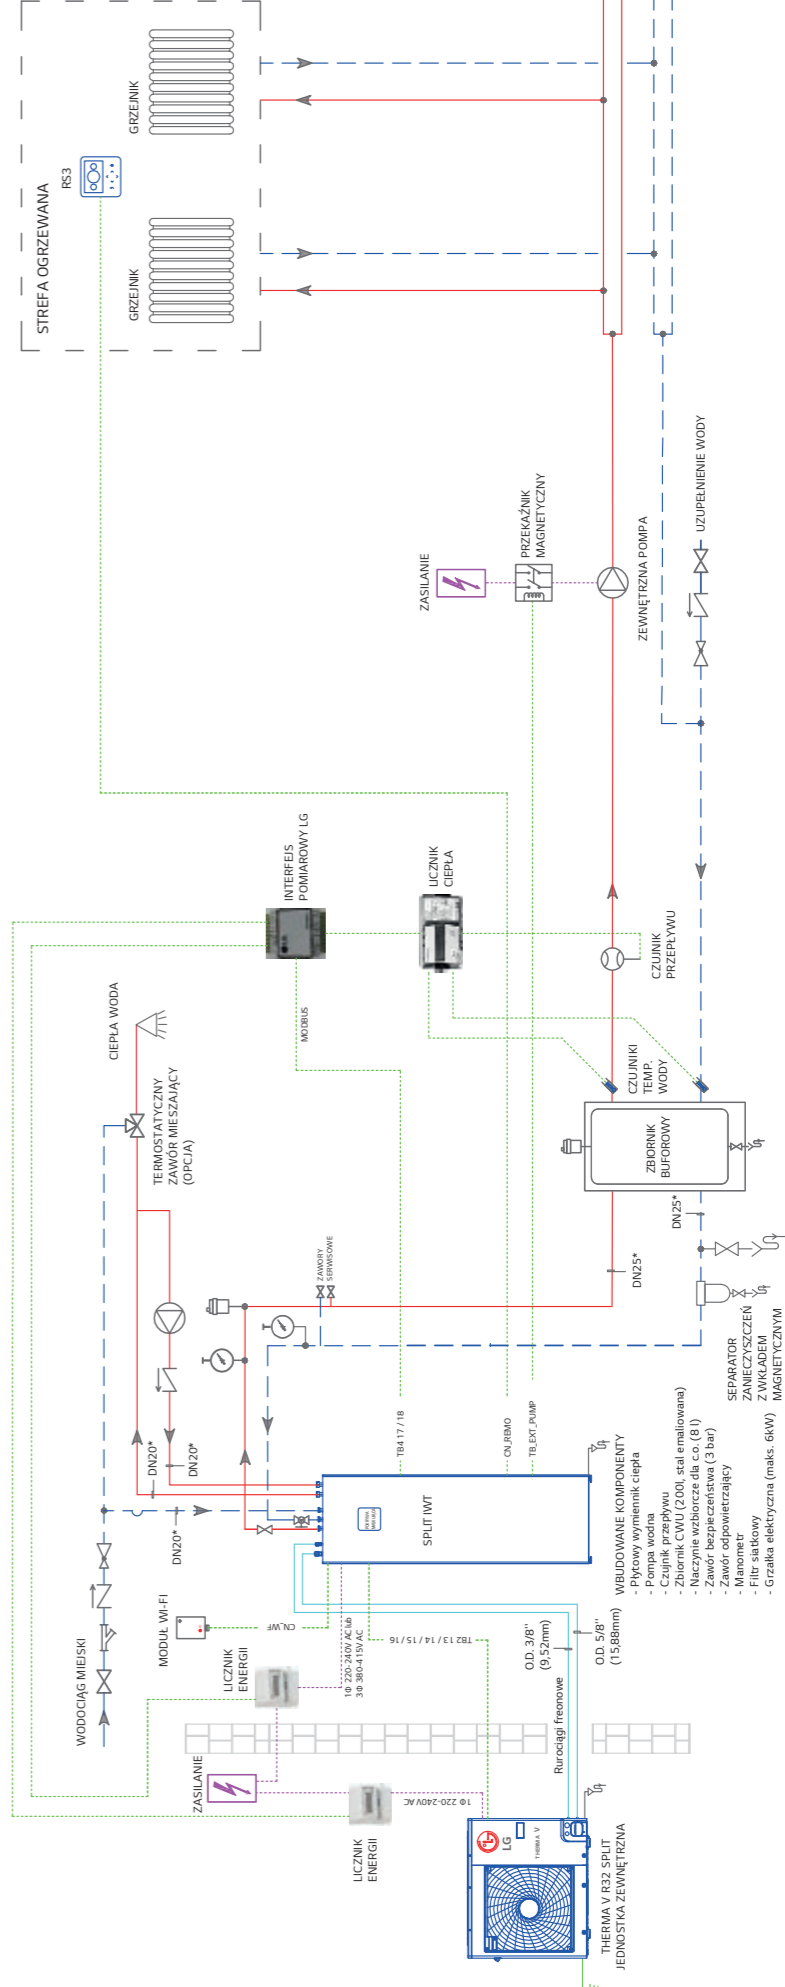 STREFA OGRZEWANA
RS3
GRZEJNIK
GRZEJNIK
ZASILANIE
PRZEKAŹNIK
MAGNETYCZNY
ZEWNĘTRZNA POMPA
UZUPEŁNIENIE WODY
INTERFEJS
POMIAROWY LG
LICZNIK
CIEPŁA
CZUJNIK
PRZEPŁYWU
CIEPŁA WODA
MODBUS
TERMOSTATYCZNY
ZAWÓR MIESZAJĄCY
(OPCJA)
CZUJNIKI
TEMP.
WODY
ZBIORNIK
BUFOROWY
DN25*
DN25*
ZAWORY
SERWISOWE
SEPARATOR
ZANIECZYSZCZEŃ
Z WKŁADEM
MAGNETYCZNYM
DN20*
DN20*
DN20*
TB4 17 / 18
CN_REMO
TB_EXT_PUMP
SPLIT IWT
WODOCIĄG MIEJSKI
MODUŁ WI-FI
CN_WF
LICZNIK
ENERGII
1Φ 220-240V AC lub
3Φ 380-415V AC
TB2 13 / 14 / 15 / 16
WBUDOWANE KOMPONENTY
- Płytowy wymiennik ciepła
- Pompa wodna
- Czujnik przepływu
- Zbiornik CWU (200l, stal emaliowana)
- Naczynie wzbiorcze dla c.o. (8 l)
- Zawór bezpieczeństwa (3 bar)
- Zawór odpowietrzający
- Manometr
- Filtr siatkowy
- Grzałka elektryczna (maks. 6kW)
O.D. 3/8"
(9,52mm)
O.D. 5/8"
(15,88mm)
Rurociągi freonowe
ZASILANIE
LICZNIK
ENERGII
1Φ 220-240V AC
LG
THERMA V
THERMA V R32 SPLIT
JEDNOSTKA ZEWNĘTRZNA